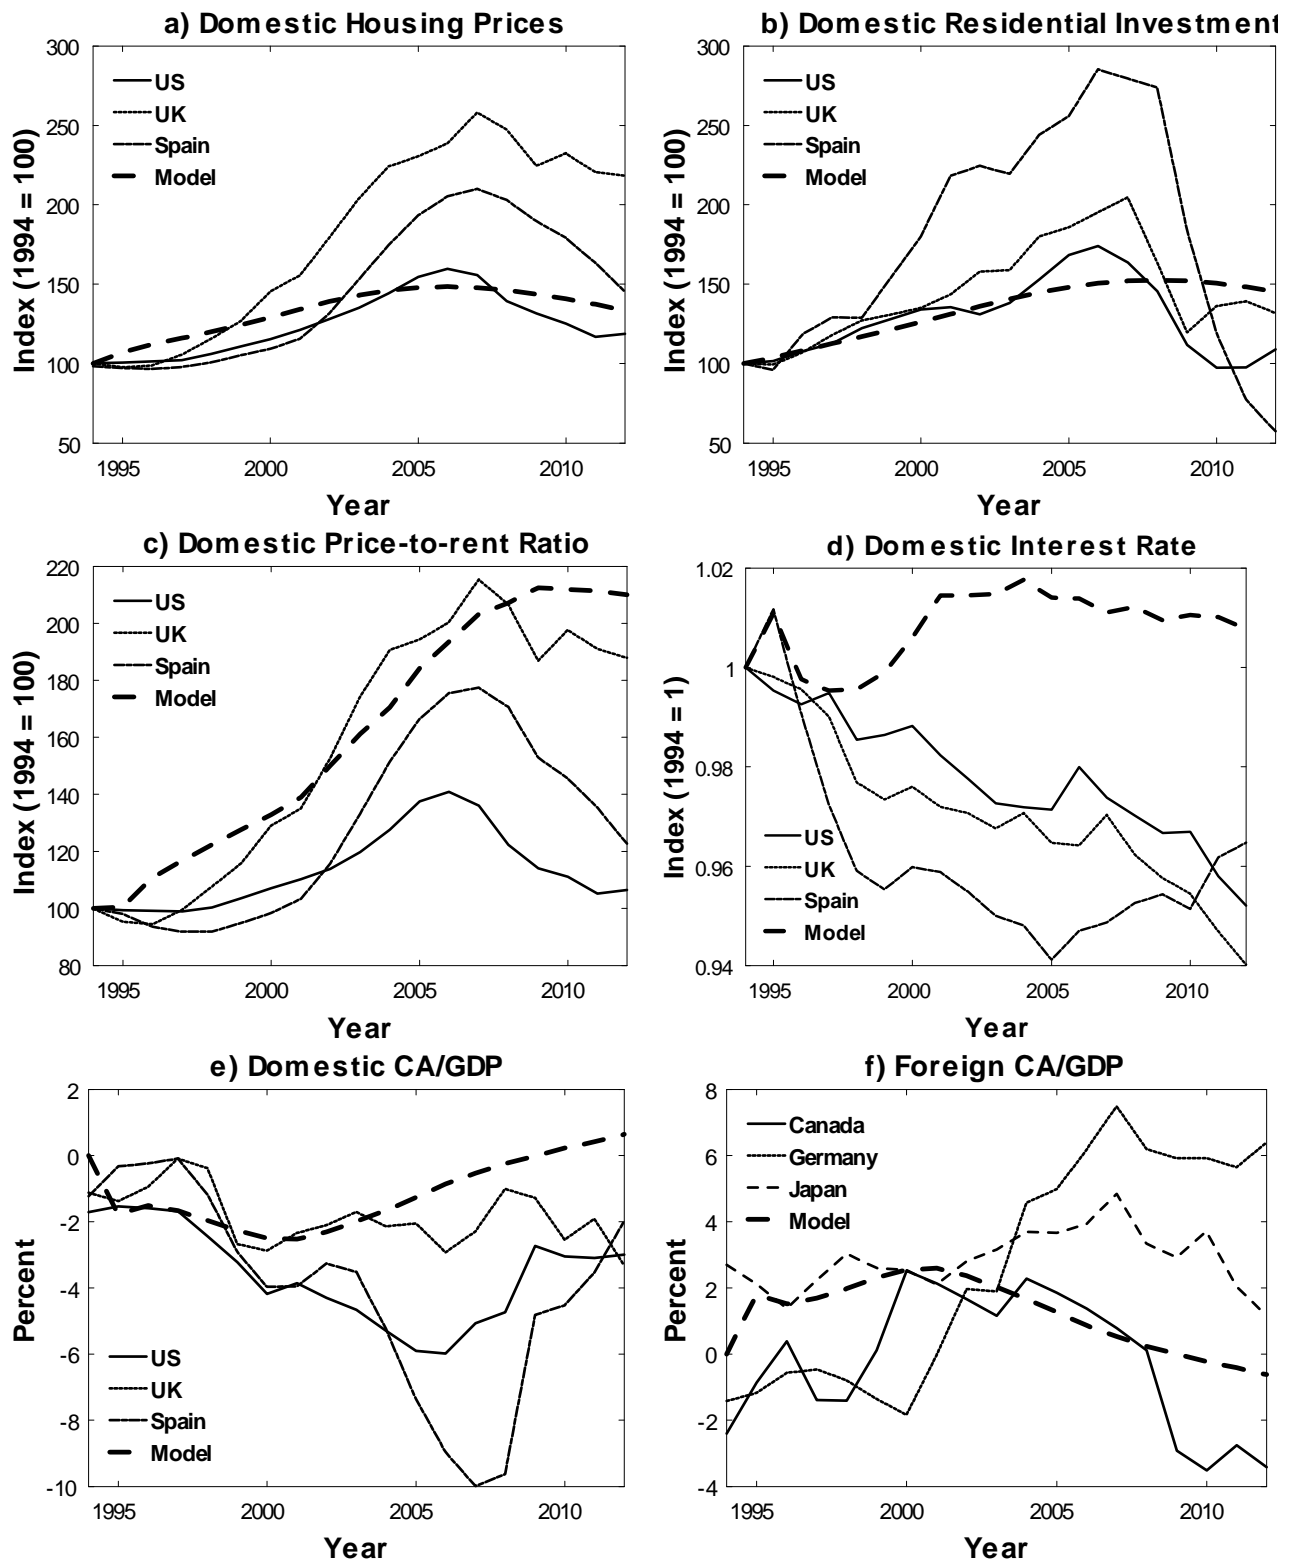 a) Domestic Housing Prices
300
250
200
150
100
50
Index (1994 = 100)
US
UK
Spain
Model
1995
2000
2005
2010
Year
b) Domestic Residential Investment
300
250
200
150
100
50
Index (1994 = 100)
US
UK
Spain
Model
1995
2000
2005
2010
Year
c) Domestic Price-to-rent Ratio
220
200
180
160
140
120
100
80
Index (1994 = 100)
US
UK
Spain
Model
1995
2000
2005
2010
Year
d) Domestic Interest Rate
1.02
1
0.98
0.96
0.94
Index (1994 = 1)
US
UK
Spain
Model
1995
2000
2005
2010
Year
e) Domestic CA/GDP
2
0
-2
-4
-6
-8
-10
Percent
US
UK
Spain
Model
1995
2000
2005
2010
Year
f) Foreign CA/GDP
8
6
4
2
0
-2
-4
Percent
Canada
Germany
Japan
Model
1995
2000
2005
2010
Year